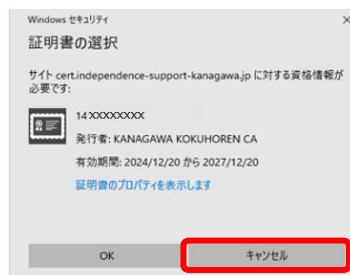 Windows セキュリティ
×
証明書の選択
サイト cert.independence-support-kanagawa.jp に対する資格情報が
必要です:
14 XXXXXXXX
発行者: KANAGAWA KOKUHOREN CA
有効期間: 2024/12/20 から 2027/12/20
証明書のプロパティを表示します
OK
キャンセル